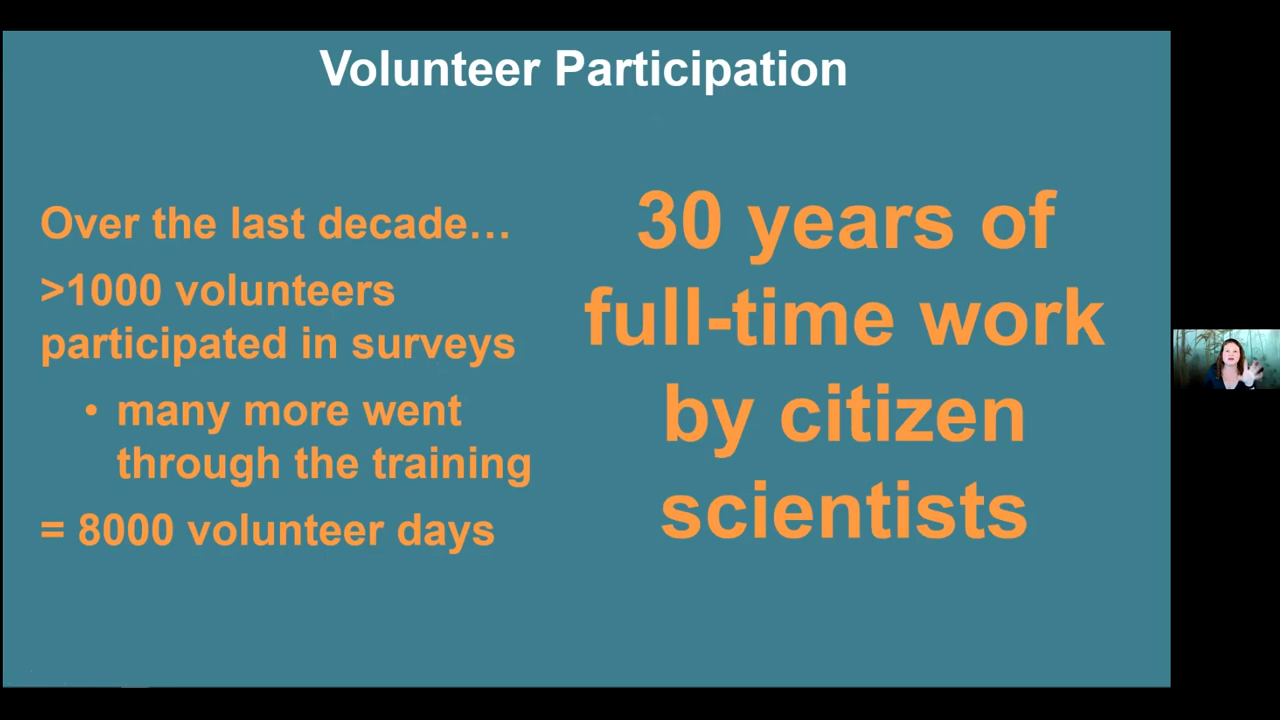 Volunteer Participation
Over the last decade…
>1000 volunteers
participated in surveys
• many more went
through the training
= 8000 volunteer days
30 years of
full-time work
by citizen
scientists